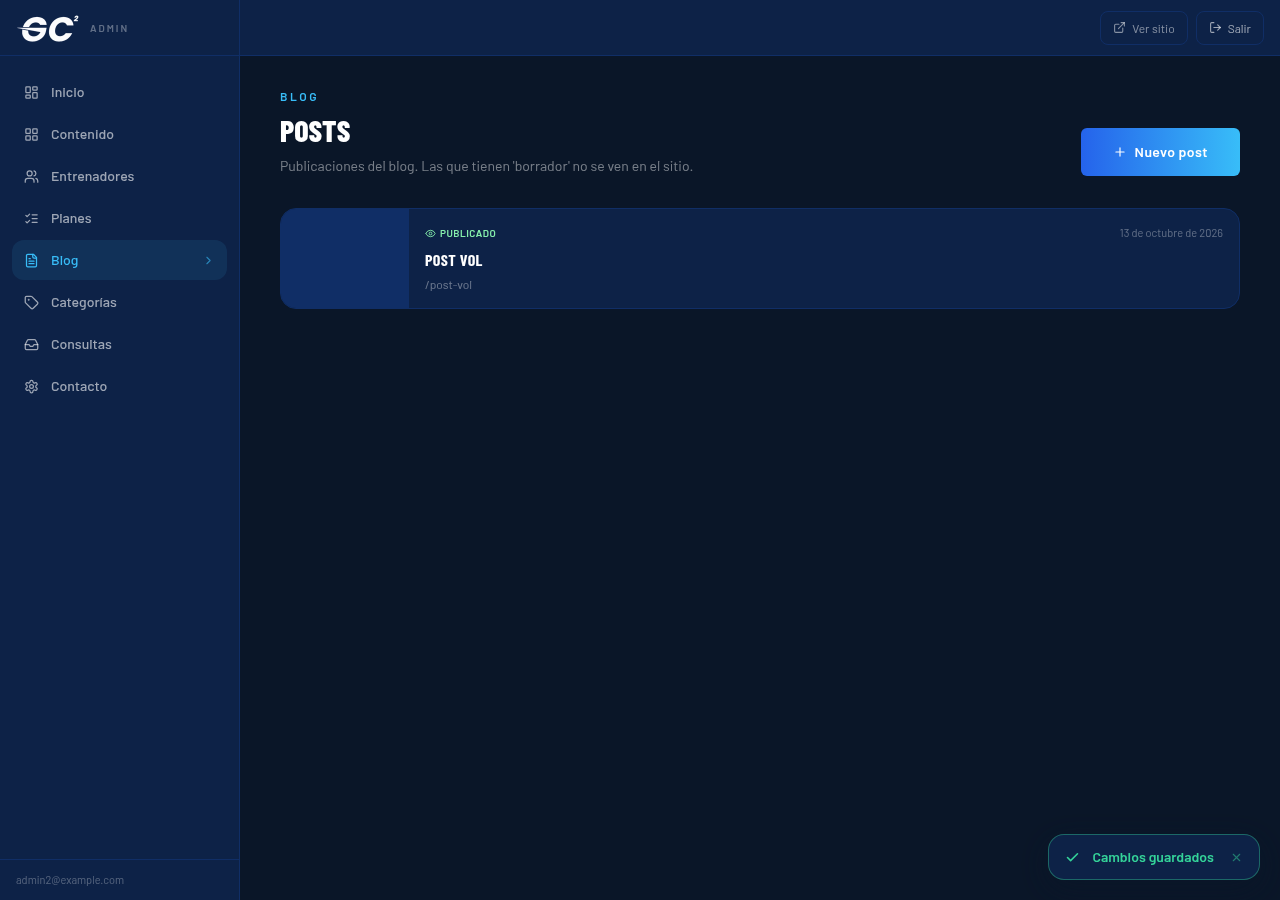 GC² ADMIN
Ver sitio
Salir
Inicio
Contenido
Entrenadores
Planes
Blog
Categorías
Consultas
Contacto
admin2@example.com
BLOG
POSTS
Publicaciones del blog. Las que tienen 'borrador' no se ven en el sitio.
Nuevo post
PUBLICADO
13 de octubre de 2026
POST VOL
/post-vol
Cambios guardados